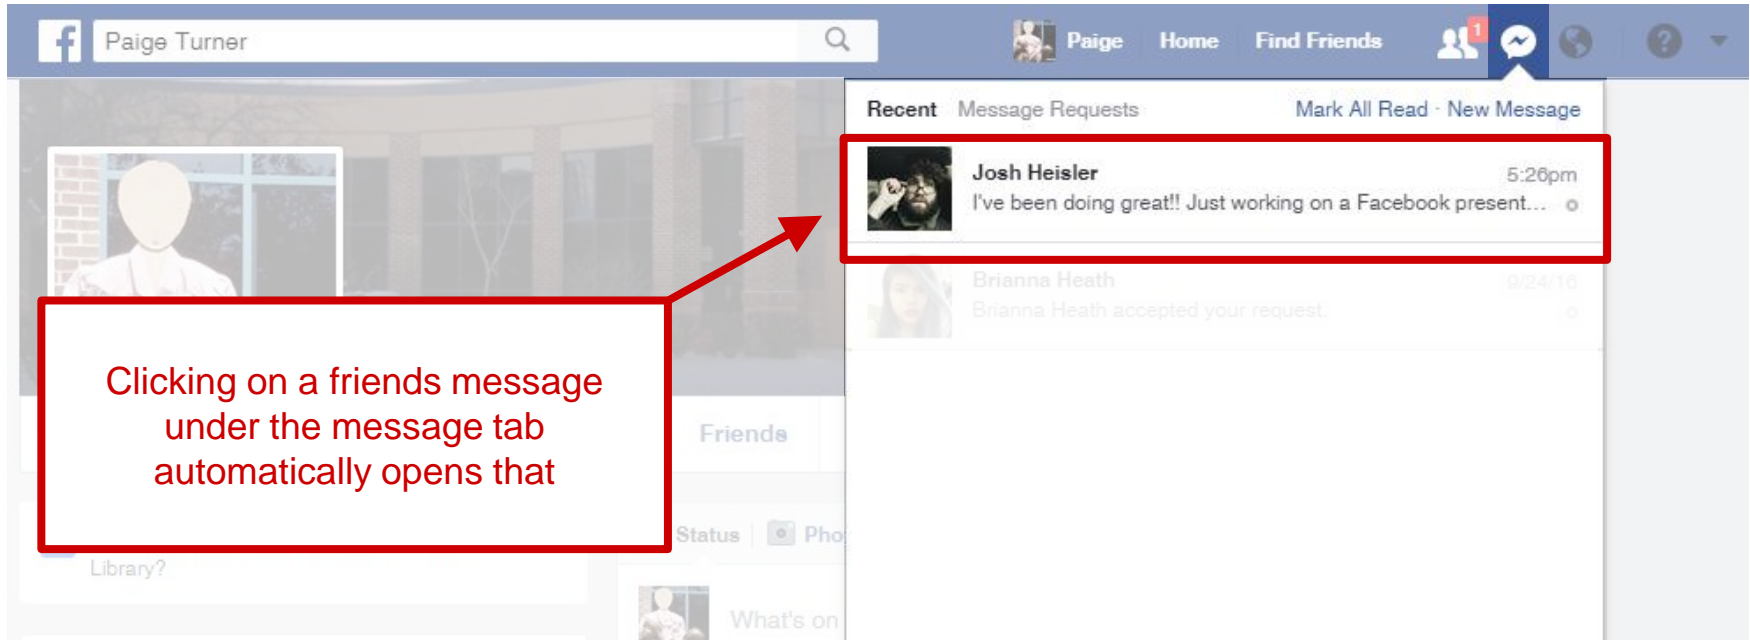 f Paige Turner Paige Home Find Friends 1 ?
Recent Message Requests Mark All Read · New Message
Josh Heisler 5:26pm
I've been doing great!! Just working on a Facebook present...
Brianna Heath 9/24/16
Brianna Heath accepted your request.
Clicking on a friends message
under the message tab
automatically opens that
Friends
Status Pho
Library?
What's on